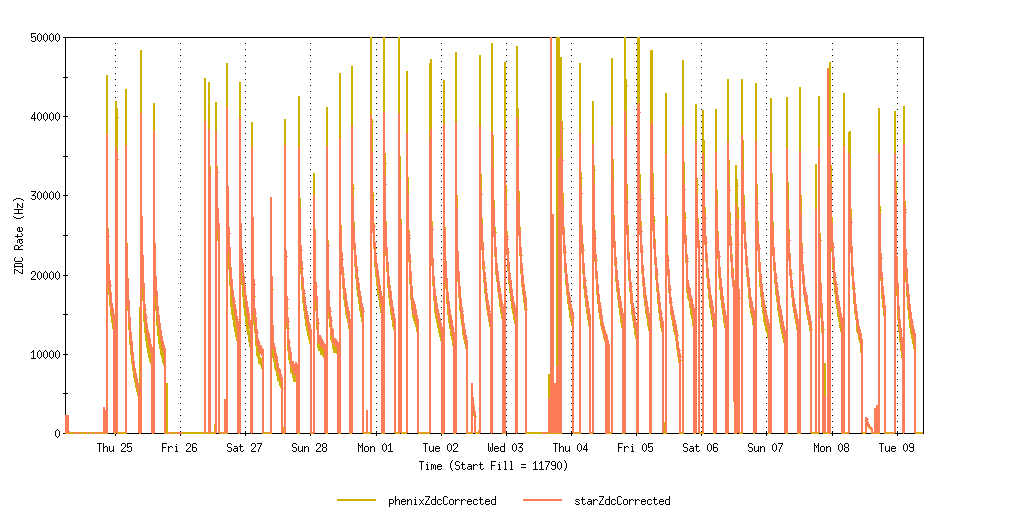 50000
40000
30000
20000
10000
0
ZDC Rate (Hz)
Thu 25 Fri 26 Sat 27 Sun 28 Mon 01 Tue 02 Wed 03 Thu 04 Fri 05 Sat 06 Sun 07 Mon 08 Tue 09
Time (Start Fill = 11790)
phenixZdcCorrected starZdcCorrected